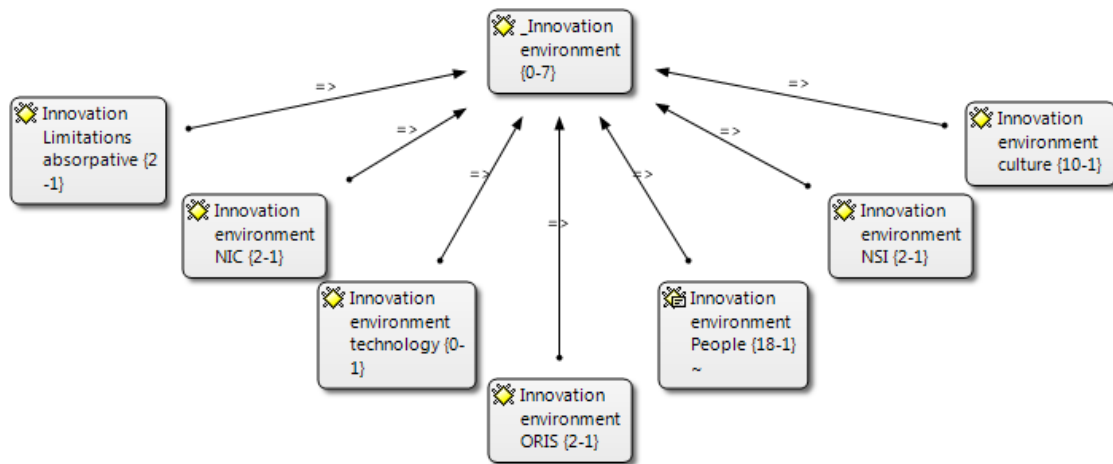 _Innovation
environment
{0-7}
=>
=>
=>
=>
=>
=>
=>
Innovation
Limitations
absorpative {2
-1}
Innovation
environment
NIC {2-1}
Innovation
environment
technology {0-
1}
Innovation
environment
ORIS {2-1}
Innovation
environment
People {18-1}
~
Innovation
environment
NSI {2-1}
Innovation
environment
culture {10-1}